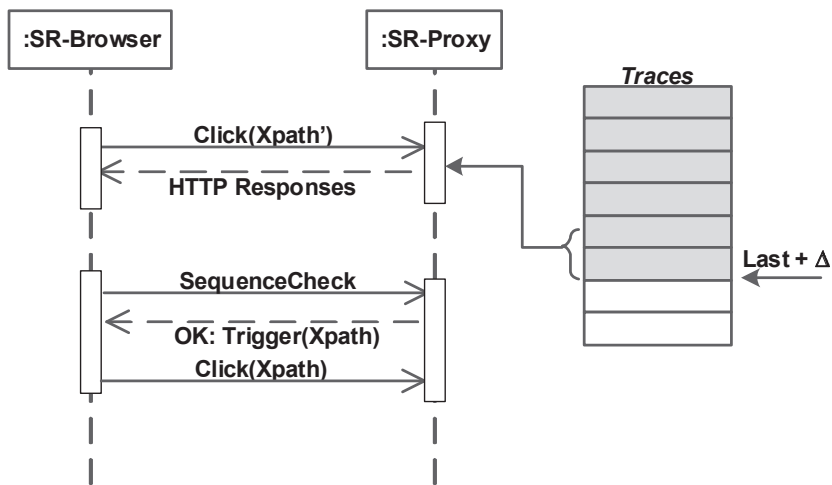 :SR-Browser
:SR-Proxy
Traces
Click(Xpath’)
HTTP Responses
Last + Δ
SequenceCheck
OK: Trigger(Xpath)
Click(Xpath)